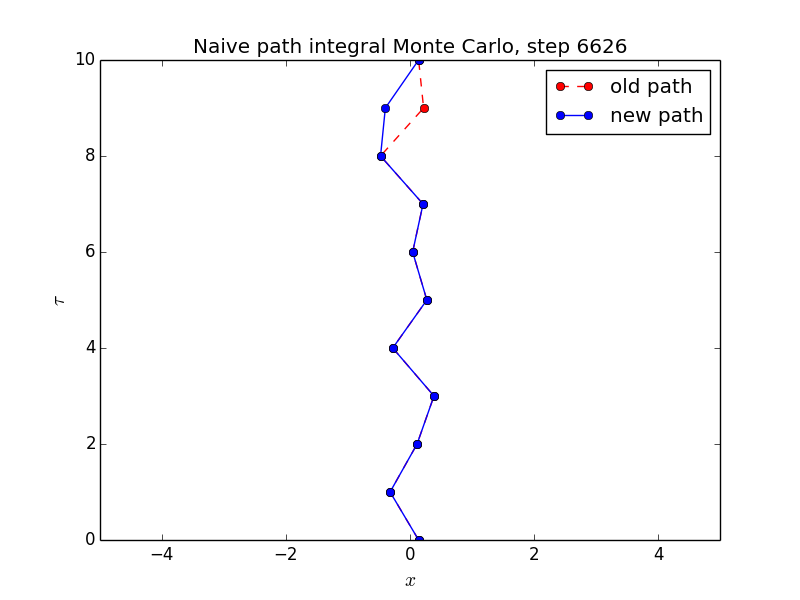 Naive path integral Monte Carlo, step 6626
old path
new path
10
8
6
4
2
0
τ
−4 −2 0 2 4
x